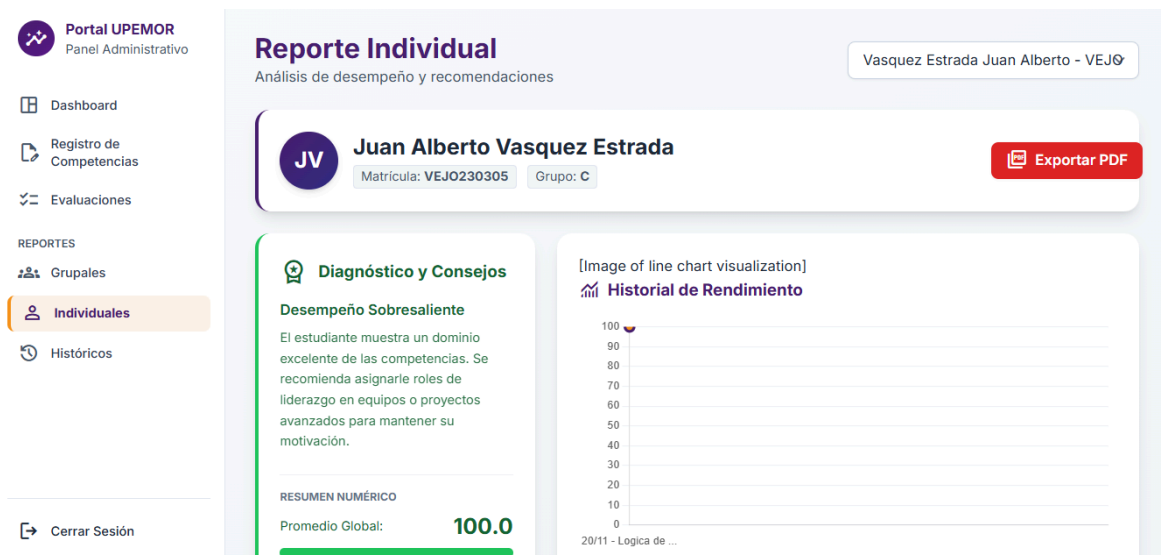 Portal UPEMOR
Panel Administrativo
Dashboard
Registro de
Competencias
Evaluaciones
REPORTES
Grupales
Individuales
Históricos
Cerrar Sesión
Reporte Individual
Análisis de desempeño y recomendaciones
Vasquez Estrada Juan Alberto - VEJO
JV
Juan Alberto Vasquez Estrada
Matrícula: VEJO230305
Grupo: C
PDF
Exportar PDF
Diagnóstico y Consejos
Desempeño Sobresaliente
El estudiante muestra un dominio
excelente de las competencias. Se
recomienda asignarle roles de
liderazgo en equipos o proyectos
avanzados para mantener su
motivación.
RESUMEN NUMÉRICO
Promedio Global: 100.0
[Image of line chart visualization]
Historial de Rendimiento
100
90
80
70
60
50
40
30
20
10
0
20/11 - Logica de ...